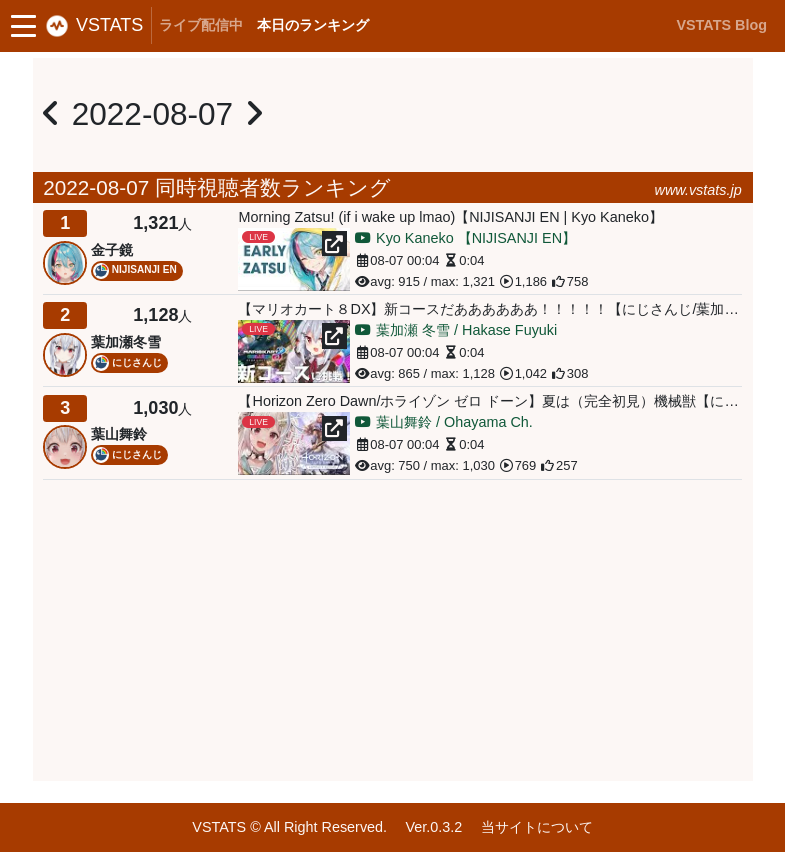 VSTATS ライブ配信中 本日のランキング VSTATS Blog
2022-08-07
2022-08-07 同時視聴者数ランキング www.vstats.jp
1 1,321人
金子鏡
NIJISANJI EN
Morning Zatsu! (if i wake up lmao)【NIJISANJI EN | Kyo Kaneko】
LIVE
EARLY
ZATSU
Kyo Kaneko 【NIJISANJI EN】
08-07 00:04 0:04
avg: 915 / max: 1,321 1,186 758
2 1,128人
葉加瀬冬雪
にじさんじ
【マリオカート８DX】新コースだああああああ！！！！！【にじさんじ/葉加…
LIVE
新コースに挑戦！
葉加瀬 冬雪 / Hakase Fuyuki
08-07 00:04 0:04
avg: 865 / max: 1,128 1,042 308
3 1,030人
葉山舞鈴
にじさんじ
【Horizon Zero Dawn/ホライゾン ゼロ ドーン】夏は（完全初見）機械獣【に…
LIVE
HORIZON
葉山舞鈴 / Ohayama Ch.
08-07 00:04 0:04
avg: 750 / max: 1,030 769 257
VSTATS © All Right Reserved. Ver.0.3.2 当サイトについて